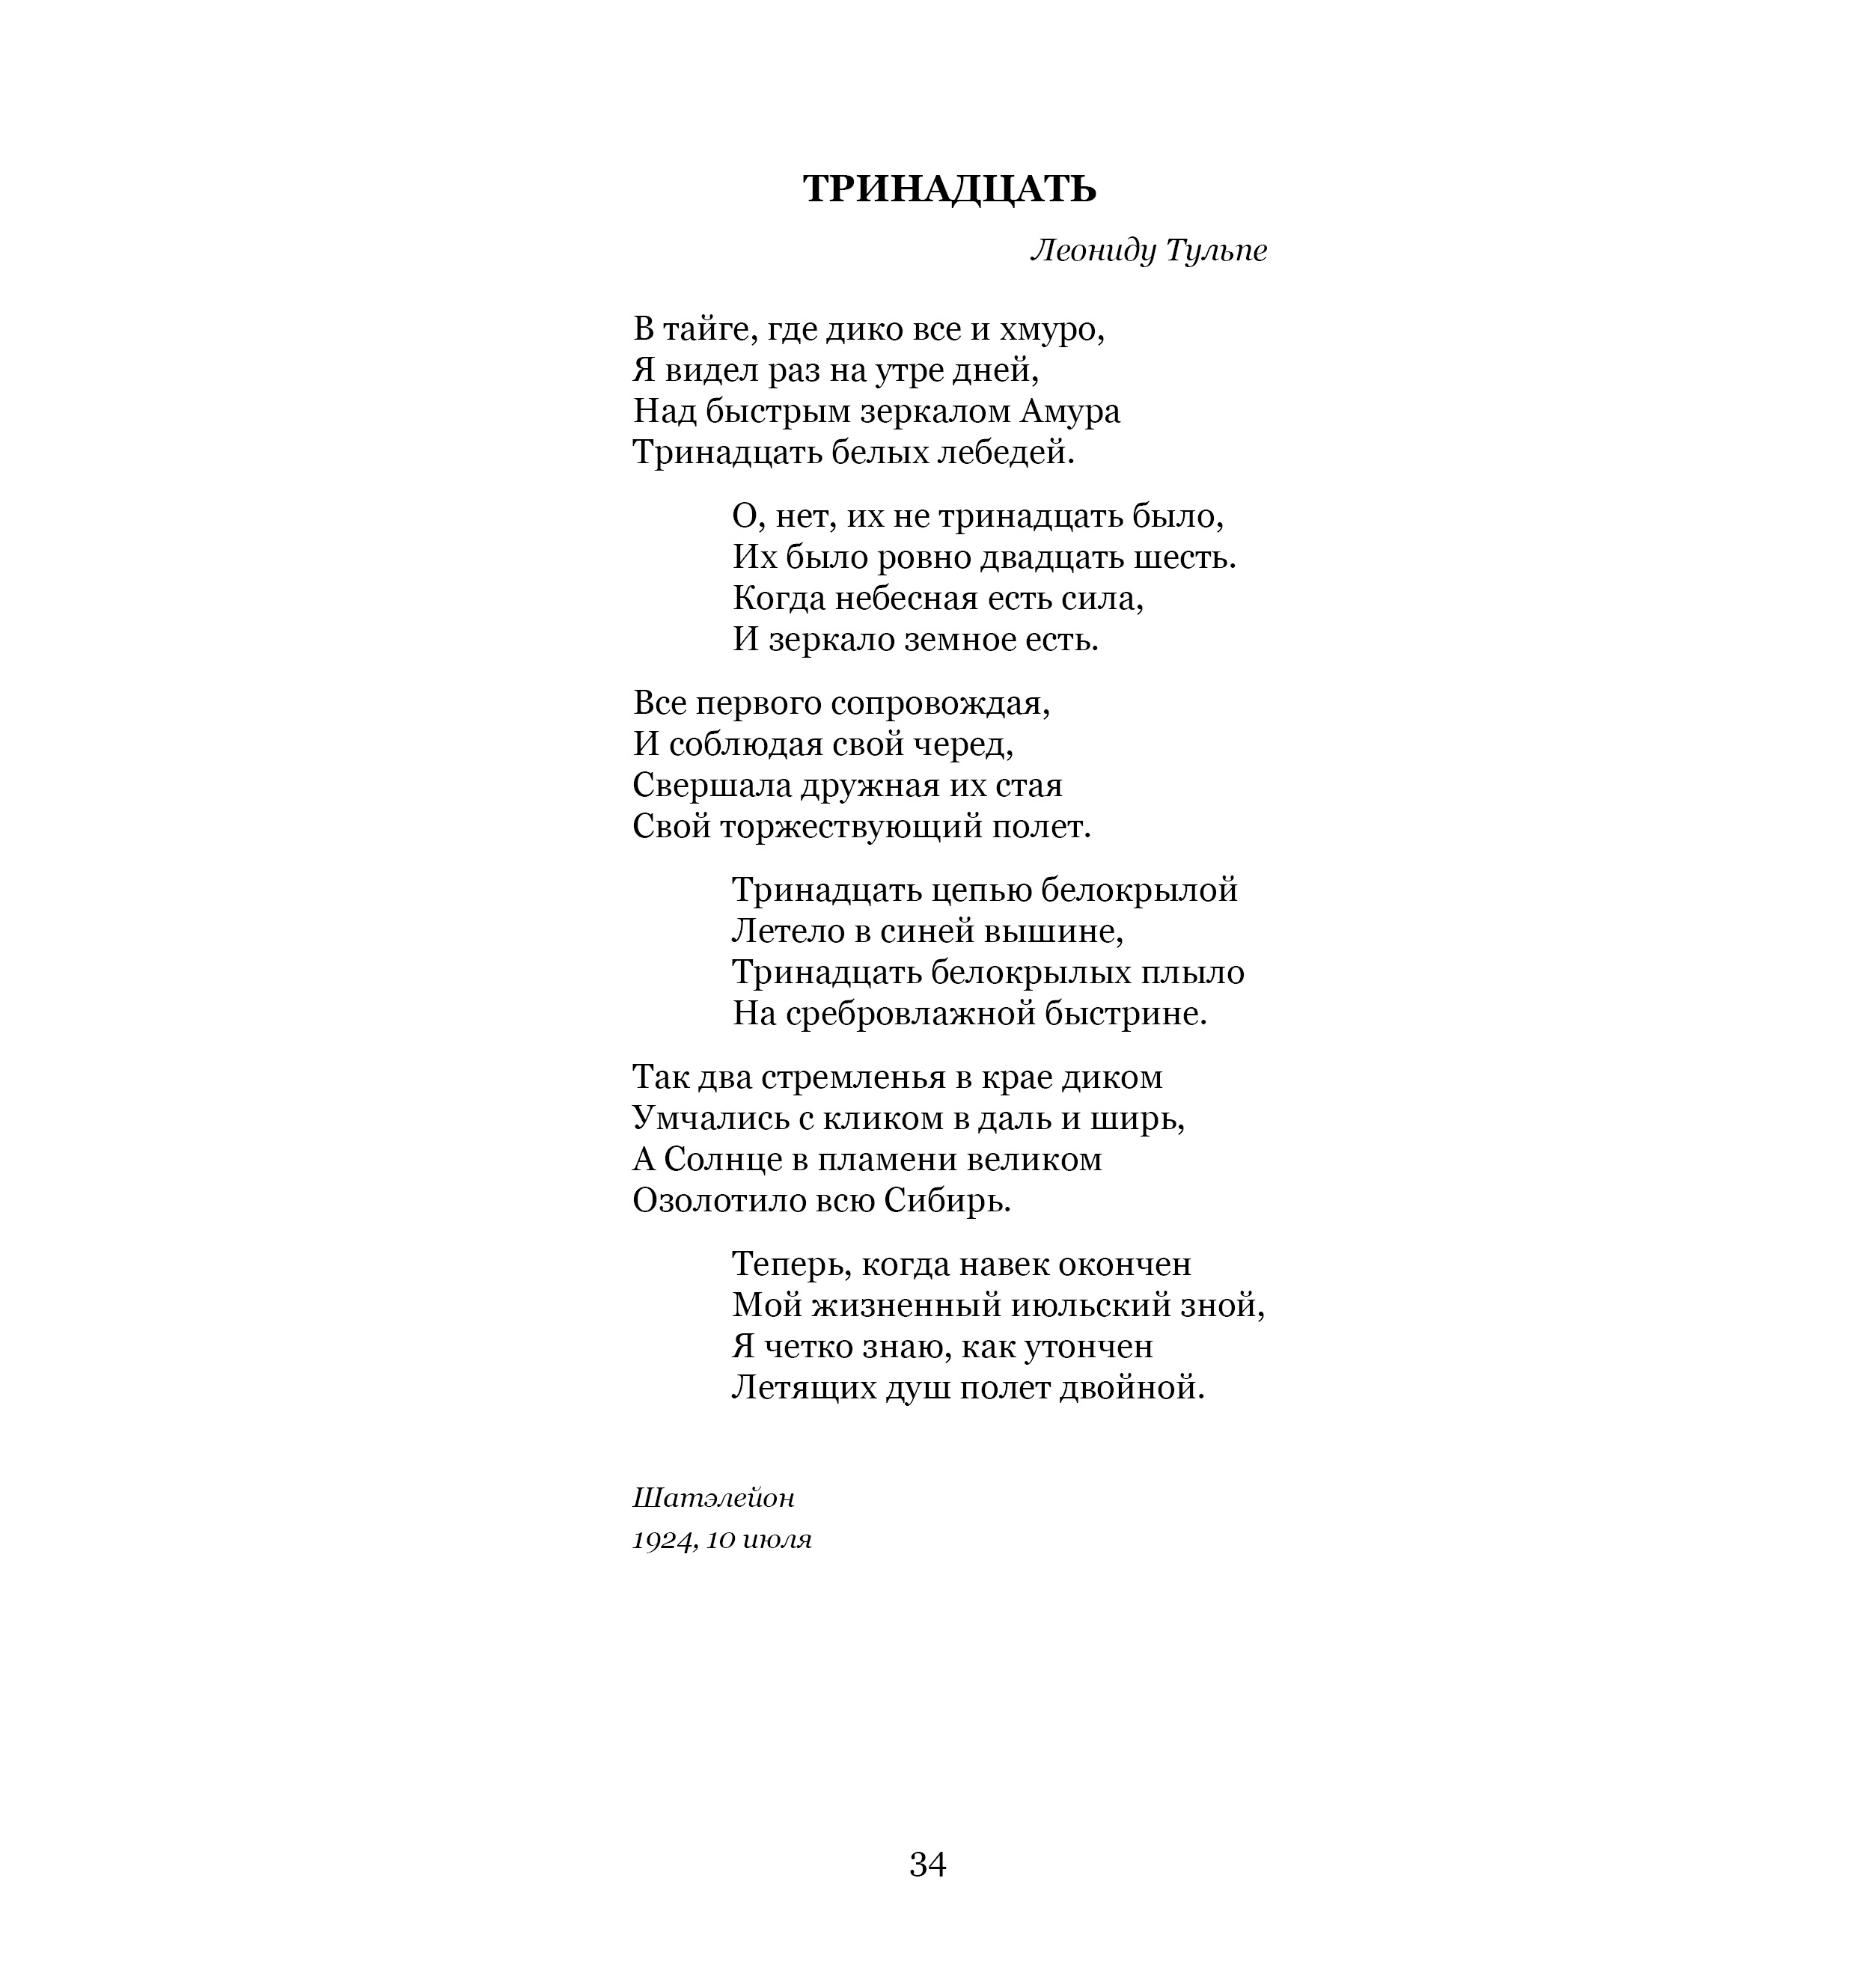 ТРИНАДЦАТЬ
Леониду Тульпе
В тайге, где дико все и хмуро,
Я видел раз на утре дней,
Над быстрым зеркалом Амура
Тринадцать белых лебедей.
О, нет, их не тринадцать было,
Их было ровно двадцать шесть.
Когда небесная есть сила,
И зеркало земное есть.
Все первого сопровождая,
И соблюдая свой черед,
Свершала дружная их стая
Свой торжествующий полет.
Тринадцать цепью белокрылой
Летело в синей вышине,
Тринадцать белокрылых плыло
На сребровлажной быстрине.
Так два стремленья в крае диком
Умчались с кликом в даль и ширь,
А Солнце в пламени великом
Озолотило всю Сибирь.
Теперь, когда навек окончен
Мой жизненный июльский зной,
Я четко знаю, как утончен
Летящих душ полет двойной.
Шатэлейон
1924, 10 июля
34